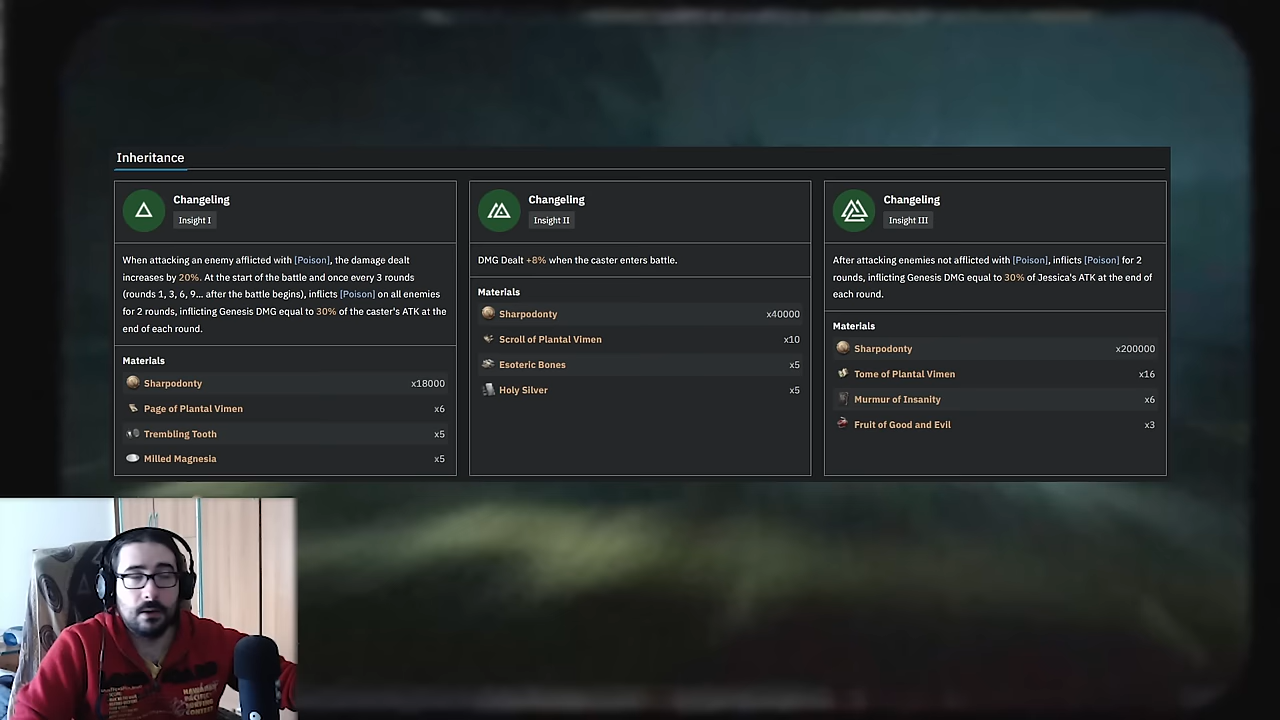 Inheritance
Changeling
Insight I
When attacking an enemy afflicted with [Poison], the damage dealt
increases by 20%. At the start of the battle and once every 3 rounds
(rounds 1, 3, 6, 9... after the battle begins), inflicts [Poison] on all enemies
for 2 rounds, inflicting Genesis DMG equal to 30% of the caster's ATK at the
end of each round.
Materials
Sharpodonty x18000
Page of Plantal Vimen x6
Trembling Tooth x5
Milled Magnesia x5
Changeling
Insight II
DMG Dealt +8% when the caster enters battle.
Materials
Sharpodonty x40000
Scroll of Plantal Vimen x10
Esoteric Bones x5
Holy Silver x5
Changeling
Insight III
After attacking enemies not afflicted with [Poison], inflicts [Poison] for 2
rounds, inflicting Genesis DMG equal to 30% of Jessica's ATK at the end of
each round.
Materials
Sharpodonty x200000
Tome of Plantal Vimen x16
Murmur of Insanity x6
Fruit of Good and Evil x3